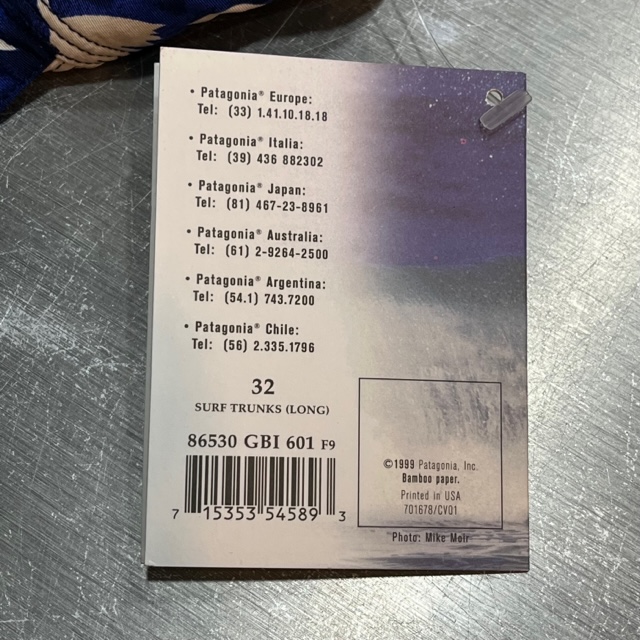 • Patagonia® Europe:
Tel: (33) 1.41.10.18.18
• Patagonia® Italia:
Tel: (39) 436 882302
• Patagonia® Japan:
Tel: (81) 467-23-8961
• Patagonia® Australia:
Tel: (61) 2-9264-2500
• Patagonia® Argentina:
Tel: (54.1) 743.7200
• Patagonia® Chile:
Tel: (56) 2.335.1796
32
SURF TRUNKS (LONG)
86530 GBI 601 F9
7 15353 54589 3
©1999 Patagonia, Inc.
Bamboo paper.
Printed in USA
701678/CV01
Photo: Mike Moir